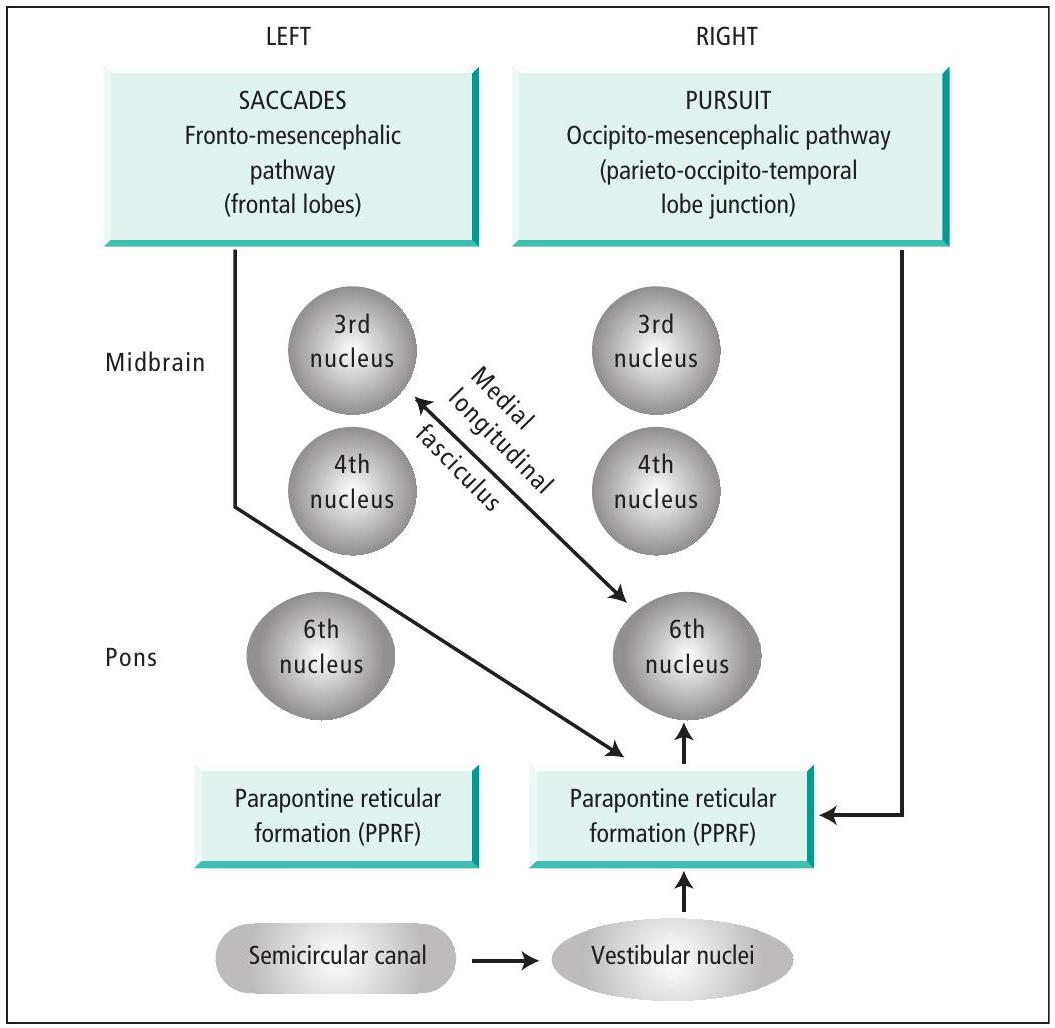 LEFT
RIGHT
SACCADES
Fronto-mesencephalic
pathway
(frontal lobes)
PURSUIT
Occipito-mesencephalic pathway
(parieto-occipito-temporal
lobe junction)
Midbrain
3rd
nucleus
3rd
nucleus
Medial
longitudinal
fasciculus
4th
nucleus
4th
nucleus
Pons
6th
nucleus
6th
nucleus
Parapontine reticular
formation (PPRF)
Parapontine reticular
formation (PPRF)
Semicircular canal
Vestibular nuclei